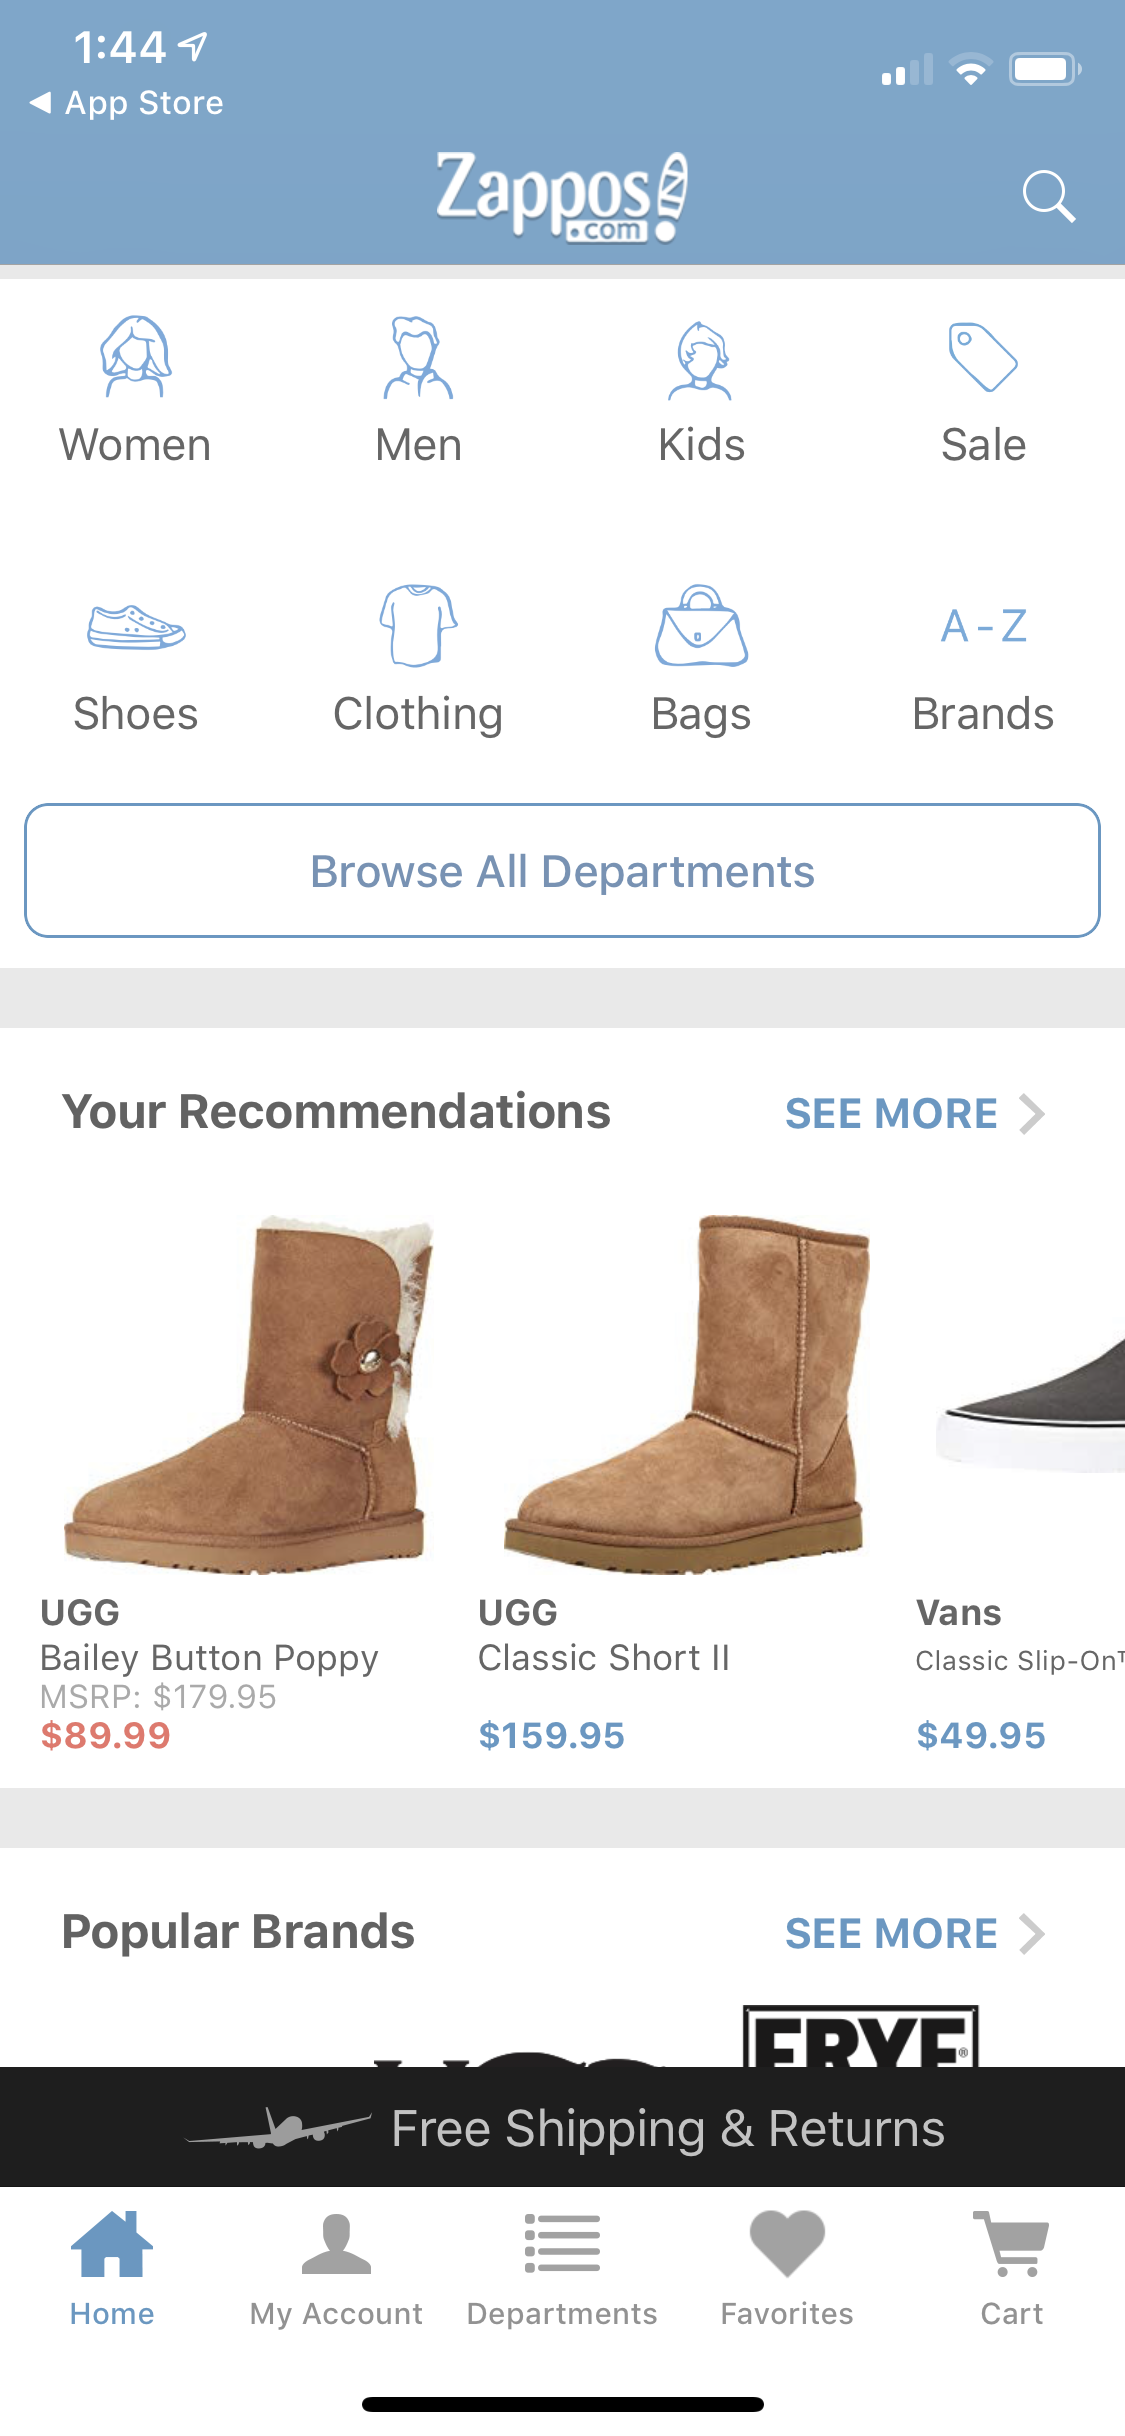 1:44
App Store
Zappos
.com
Women Men Kids Sale
A-Z
Shoes Clothing Bags Brands
Browse All Departments
Your Recommendations SEE MORE
UGG
Bailey Button Poppy
MSRP: $179.95
$89.99
UGG
Classic Short II
$159.95
Vans
Classic Slip-On
$49.95
Popular Brands SEE MORE
FRYE®
Free Shipping & Returns
Home My Account Departments Favorites Cart